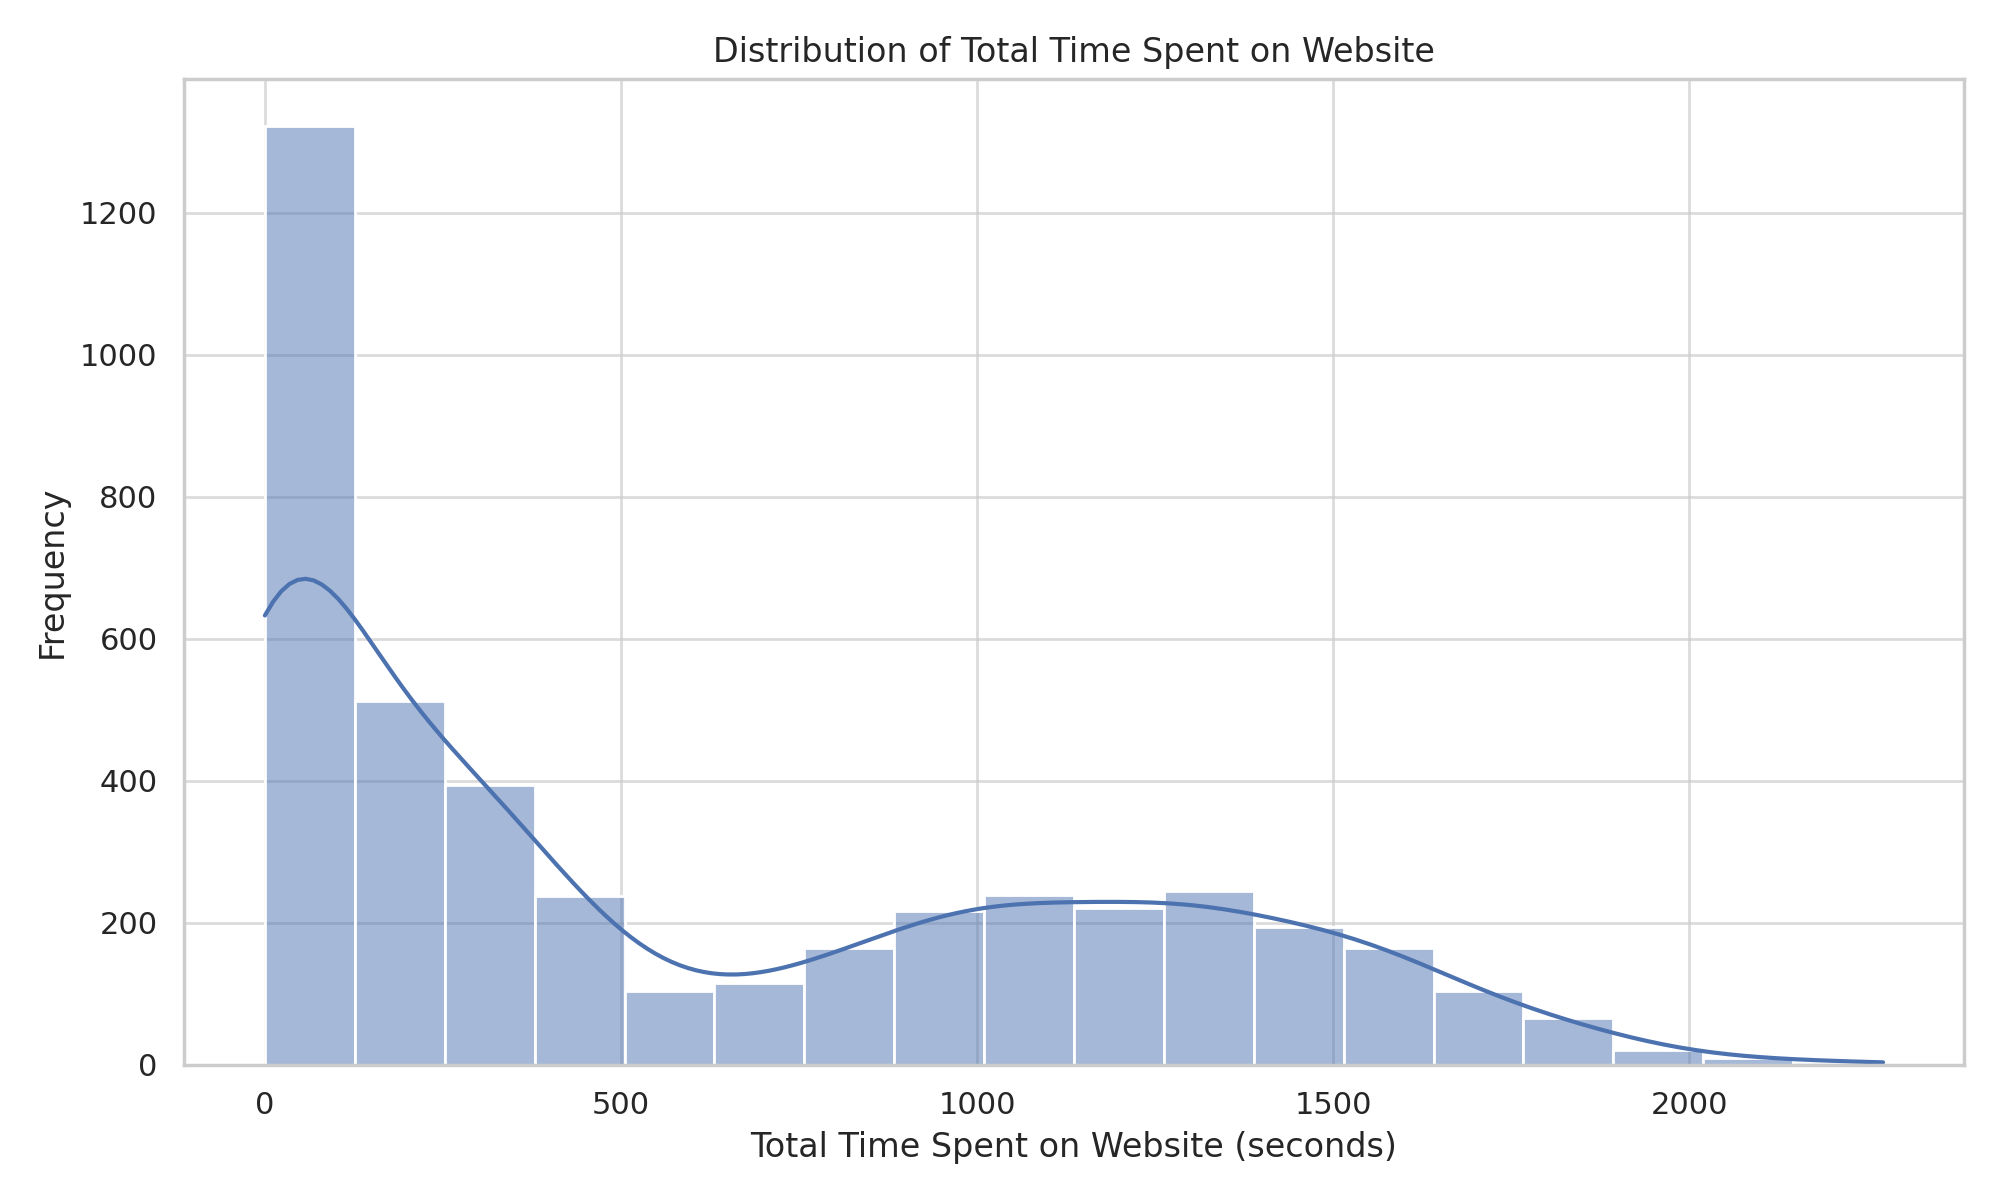 Distribution of Total Time Spent on Website
Frequency
1200
1000
800
600
400
200
0
0 500 1000 1500 2000
Total Time Spent on Website (seconds)